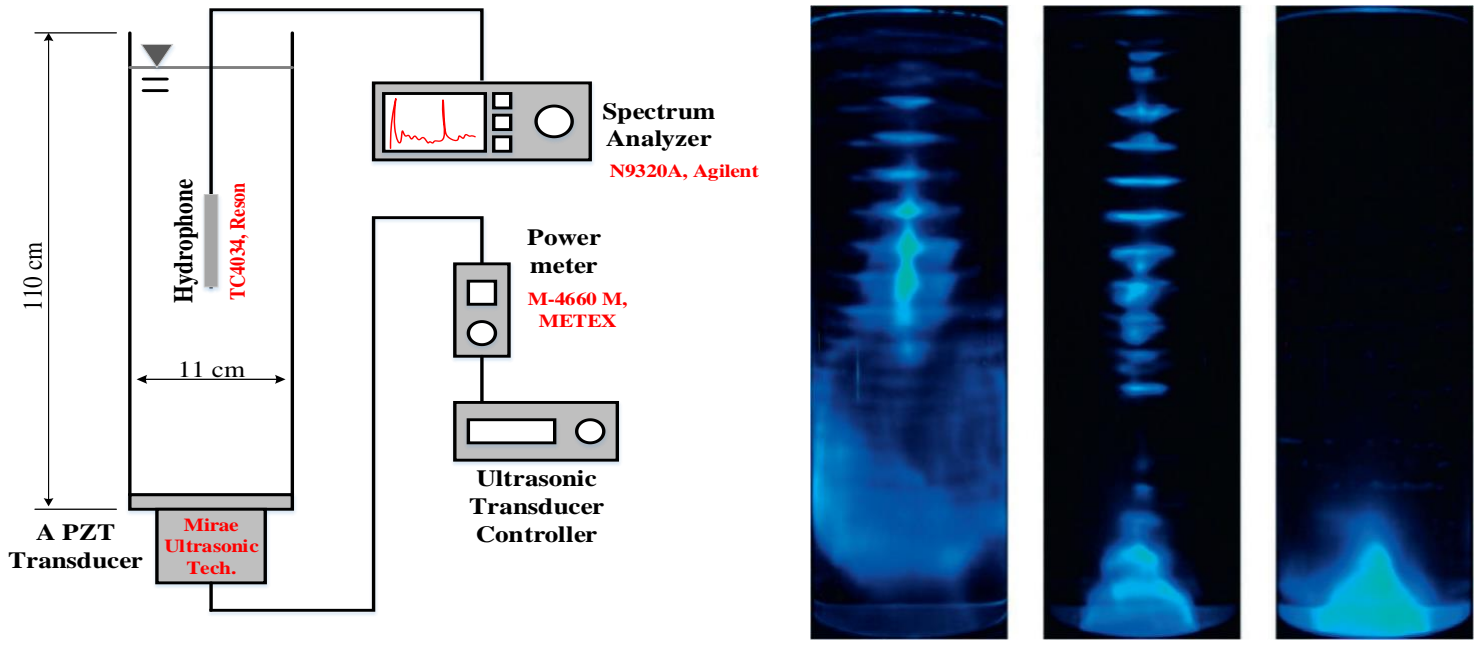 Spectrum
Analyzer
N9320A, Agilent
Hydrophone
TC4034, Reson
110 cm
Power
meter
M-4660 M,
METEX
11 cm
Ultrasonic
Transducer
Controller
A PZT
Transducer
Mirae
Ultrasonic
Tech.